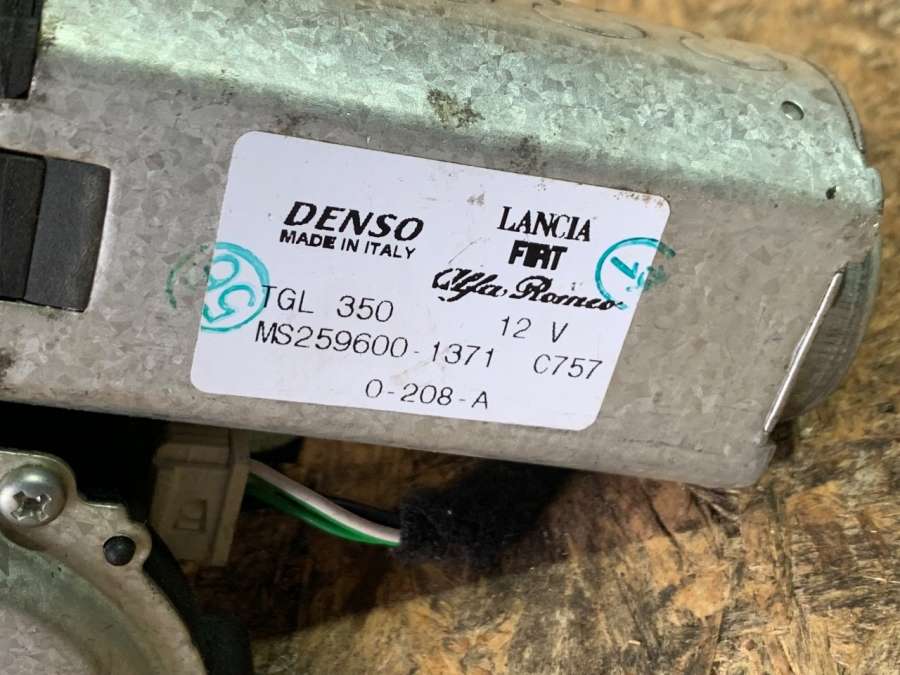 DENSO
MADE IN ITALY
LANCIA
FIAT
Alfa Romeo
TGL 350
12 V
MS259600-1371 C757
0-208-A